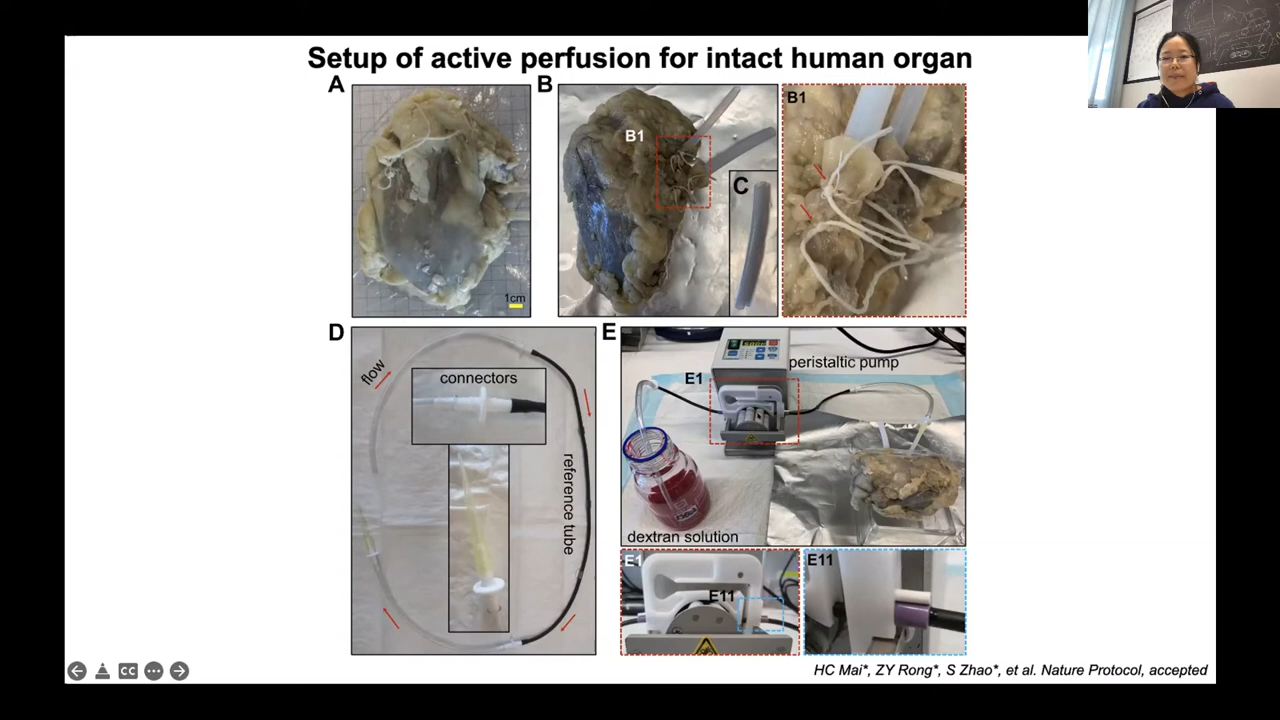 Setup of active perfusion for intact human organ
A
B
B1
B1
C
1cm
D
E
flow
connectors
reference tube
peristaltic pump
E1
dextran solution
E1
E11
E11
HC Mai*, ZY Rong*, S Zhao*, et al. Nature Protocol, accepted
CC